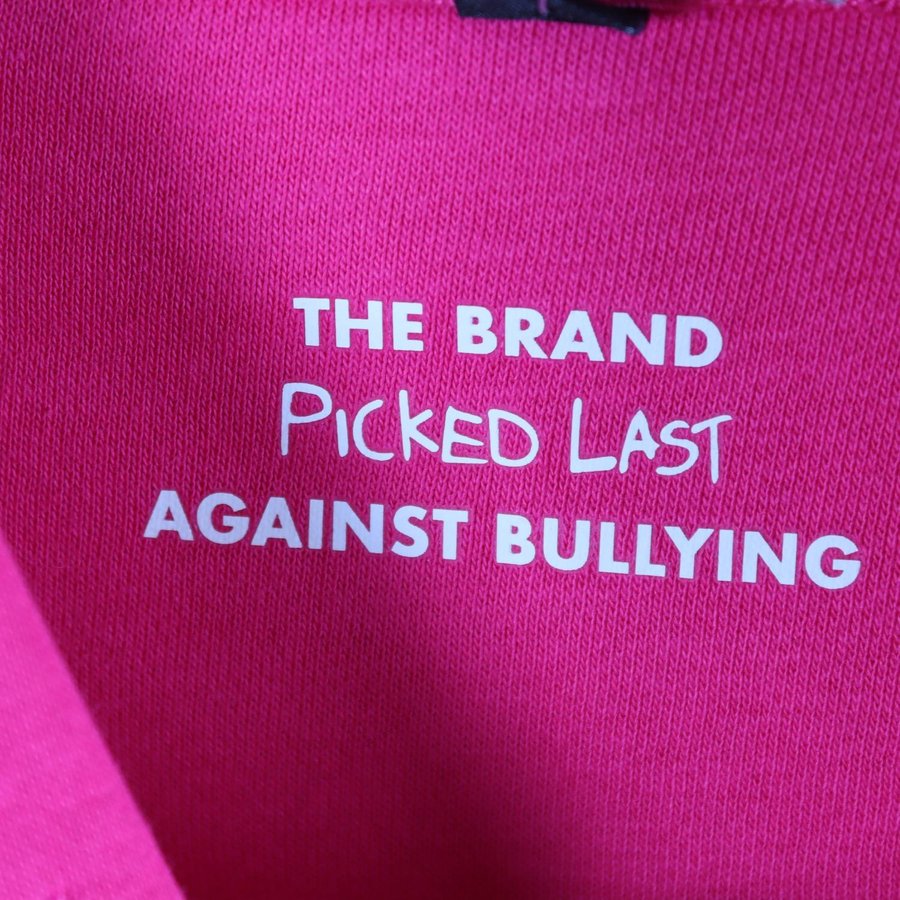 THE BRAND
PICKED LAST
AGAINST BULLYING